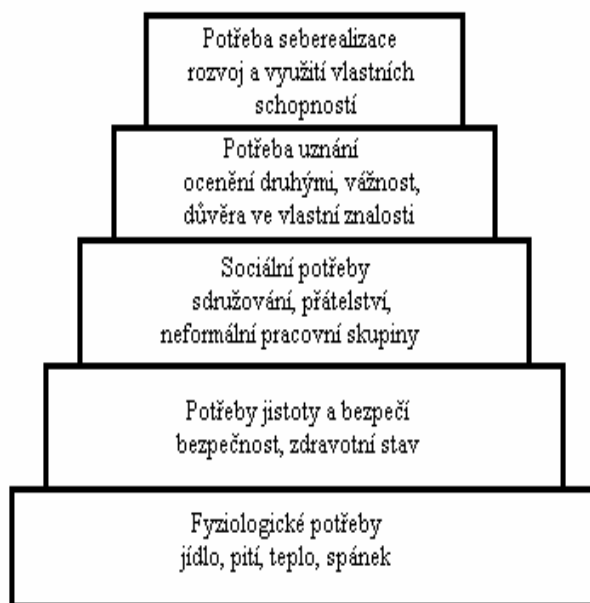 Potřeba seberealizace
rozvoj a využití vlastních
schopností
Potřeba uznání
ocenění druhými, vážnost,
důvěra ve vlastní znalosti
Sociální potřeby
sdružování, přátelství,
neformální pracovní skupiny
Potřeby jistoty a bezpečí
bezpečnost, zdravotní stav
Fyziologické potřeby
jídlo, pití, teplo, spánek